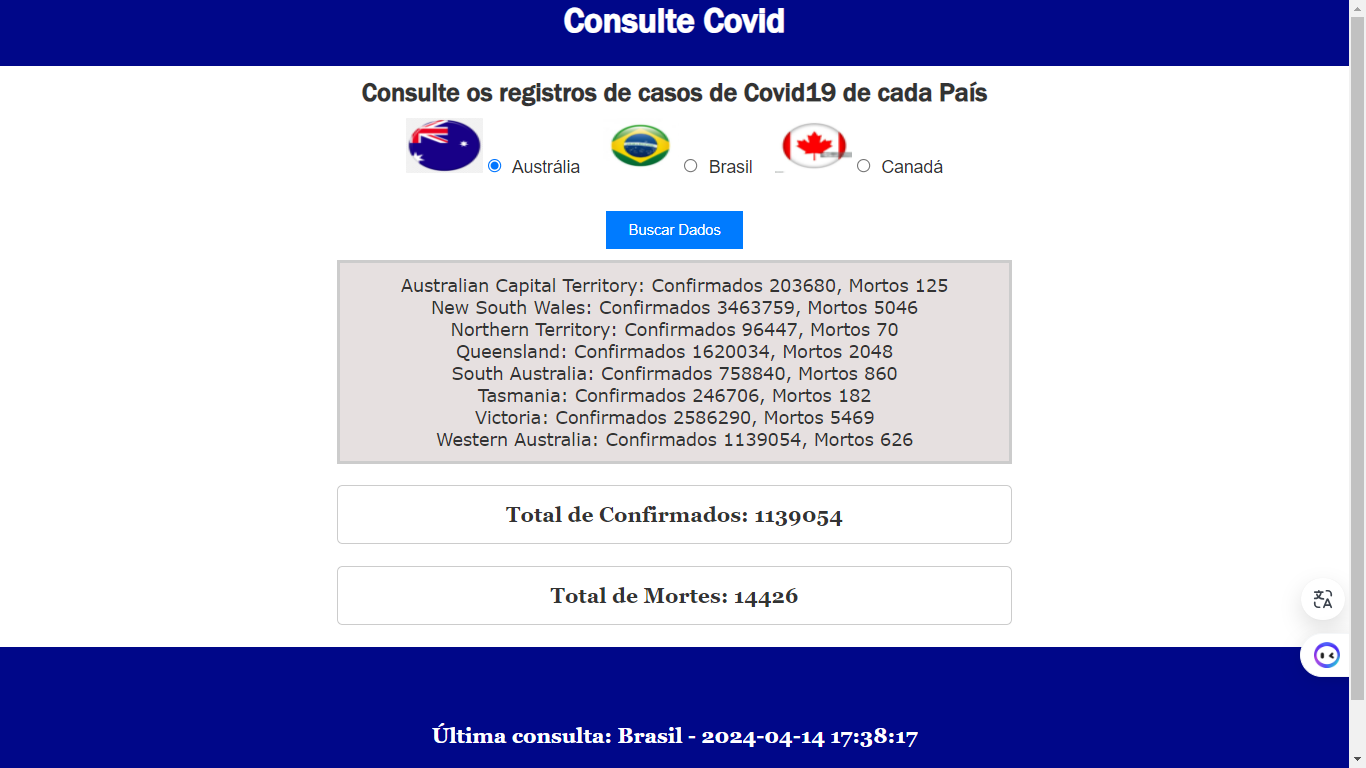 Consulte Covid
Consulte os registros de casos de Covid19 de cada País
Austrália Brasil Canadá
Buscar Dados
Australian Capital Territory: Confirmados 203680, Mortos 125
New South Wales: Confirmados 3463759, Mortos 5046
Northern Territory: Confirmados 96447, Mortos 70
Queensland: Confirmados 1620034, Mortos 2048
South Australia: Confirmados 758840, Mortos 860
Tasmania: Confirmados 246706, Mortos 182
Victoria: Confirmados 2586290, Mortos 5469
Western Australia: Confirmados 1139054, Mortos 626
Total de Confirmados: 1139054
Total de Mortes: 14426
Última consulta: Brasil - 2024-04-14 17:38:17